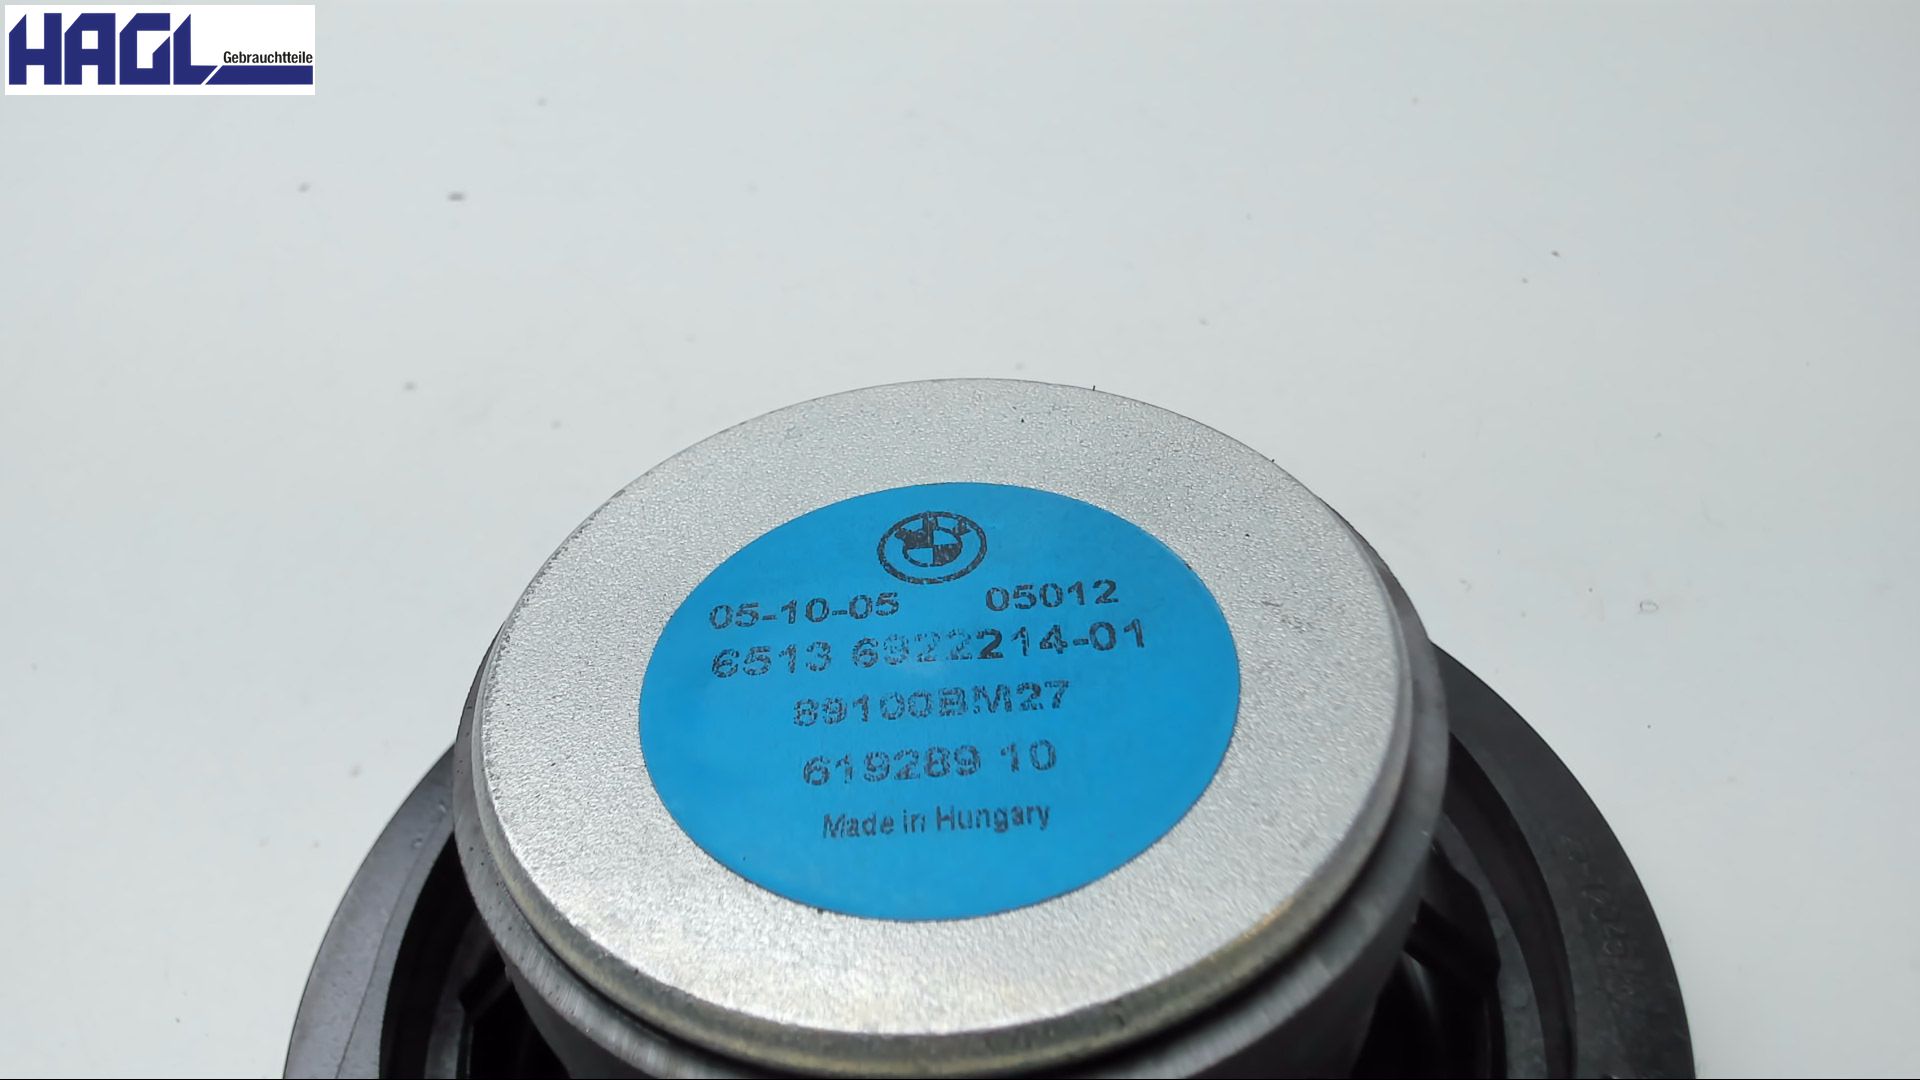 HAGL
Gebrauchtteile
05-10-05 05012
6513 6922214-01
89100BM27
619289 10
Made in Hungary